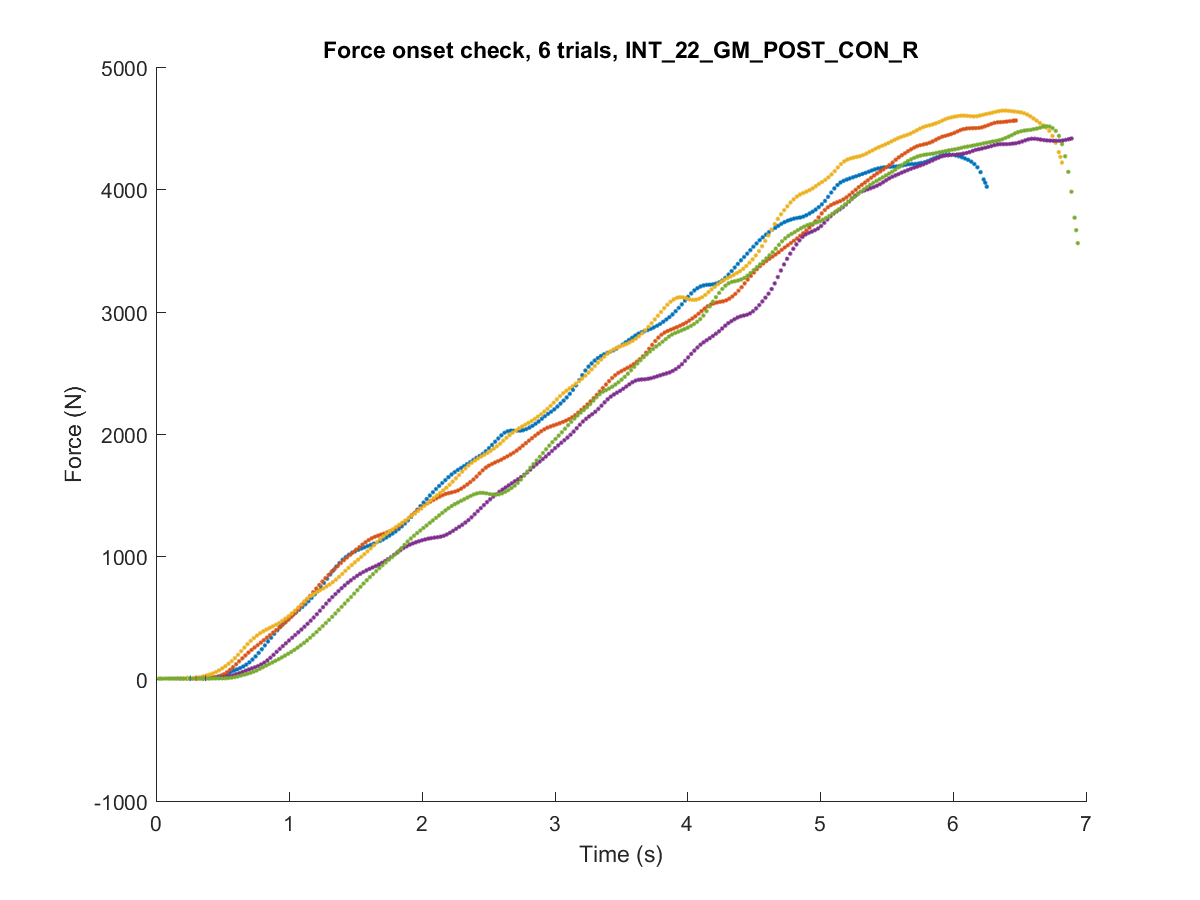 Force onset check, 6 trials, INT_22_GM_POST_CON_R
5000
4000
3000
2000
1000
0
-1000
Force (N)
0 1 2 3 4 5 6 7
Time (s)